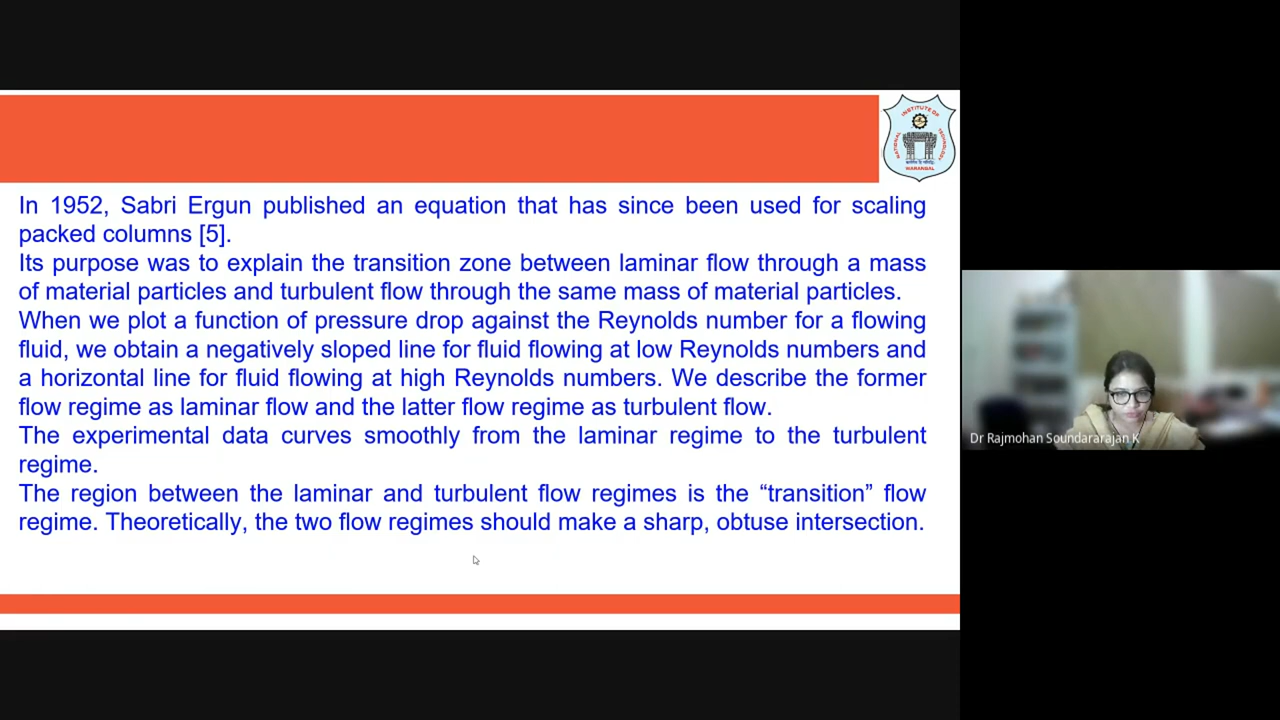 INSTITUTE OF
NATIONAL
TECHNOLOGY
WARANGAL
In 1952, Sabri Ergun published an equation that has since been used for scaling
packed columns [5].
Its purpose was to explain the transition zone between laminar flow through a mass
of material particles and turbulent flow through the same mass of material particles.
When we plot a function of pressure drop against the Reynolds number for a flowing
fluid, we obtain a negatively sloped line for fluid flowing at low Reynolds numbers and
a horizontal line for fluid flowing at high Reynolds numbers. We describe the former
flow regime as laminar flow and the latter flow regime as turbulent flow.
The experimental data curves smoothly from the laminar regime to the turbulent
regime.
The region between the laminar and turbulent flow regimes is the “transition” flow
regime. Theoretically, the two flow regimes should make a sharp, obtuse intersection.
Dr Rajmohan Soundararajan K